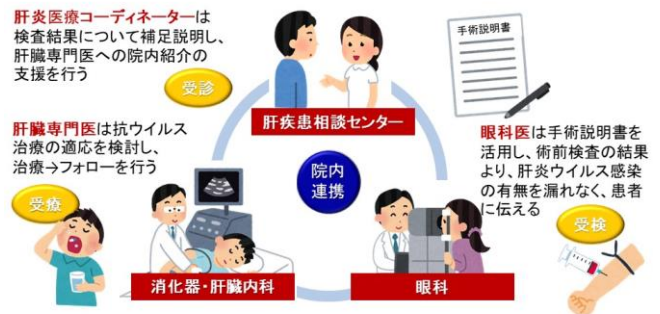 肝炎医療コーディネーターは
検査結果について補足説明し、
肝臓専門医への院内紹介の
支援を行う
受診
手術説明書
肝疾患相談センター
肝臓専門医は抗ウイルス
治療の適応を検討し、
治療→フォローを行う
受療
院内
連携
眼科医は手術説明書を
活用し、術前検査の結果
より、肝炎ウイルス感染
の有無を漏れなく、患者
に伝える
受検
消化器・肝臓内科
眼科